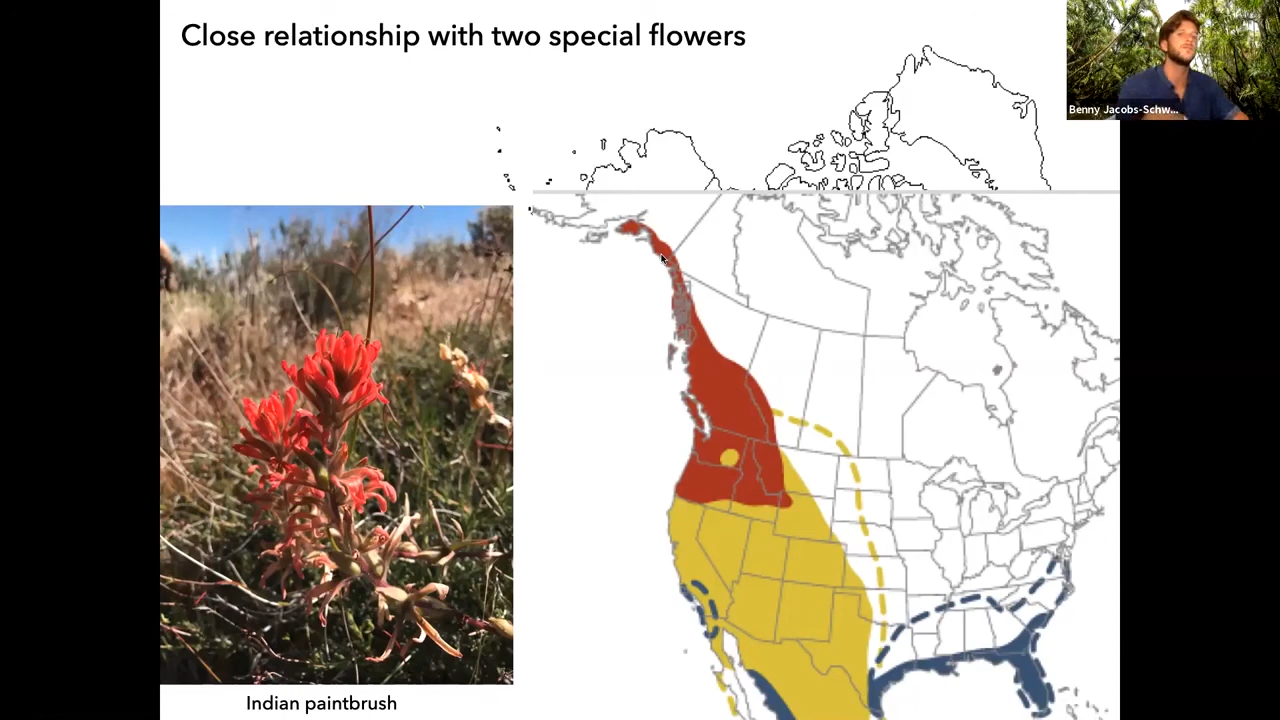 Close relationship with two special flowers
Benny Jacobs-Schw...
Indian paintbrush